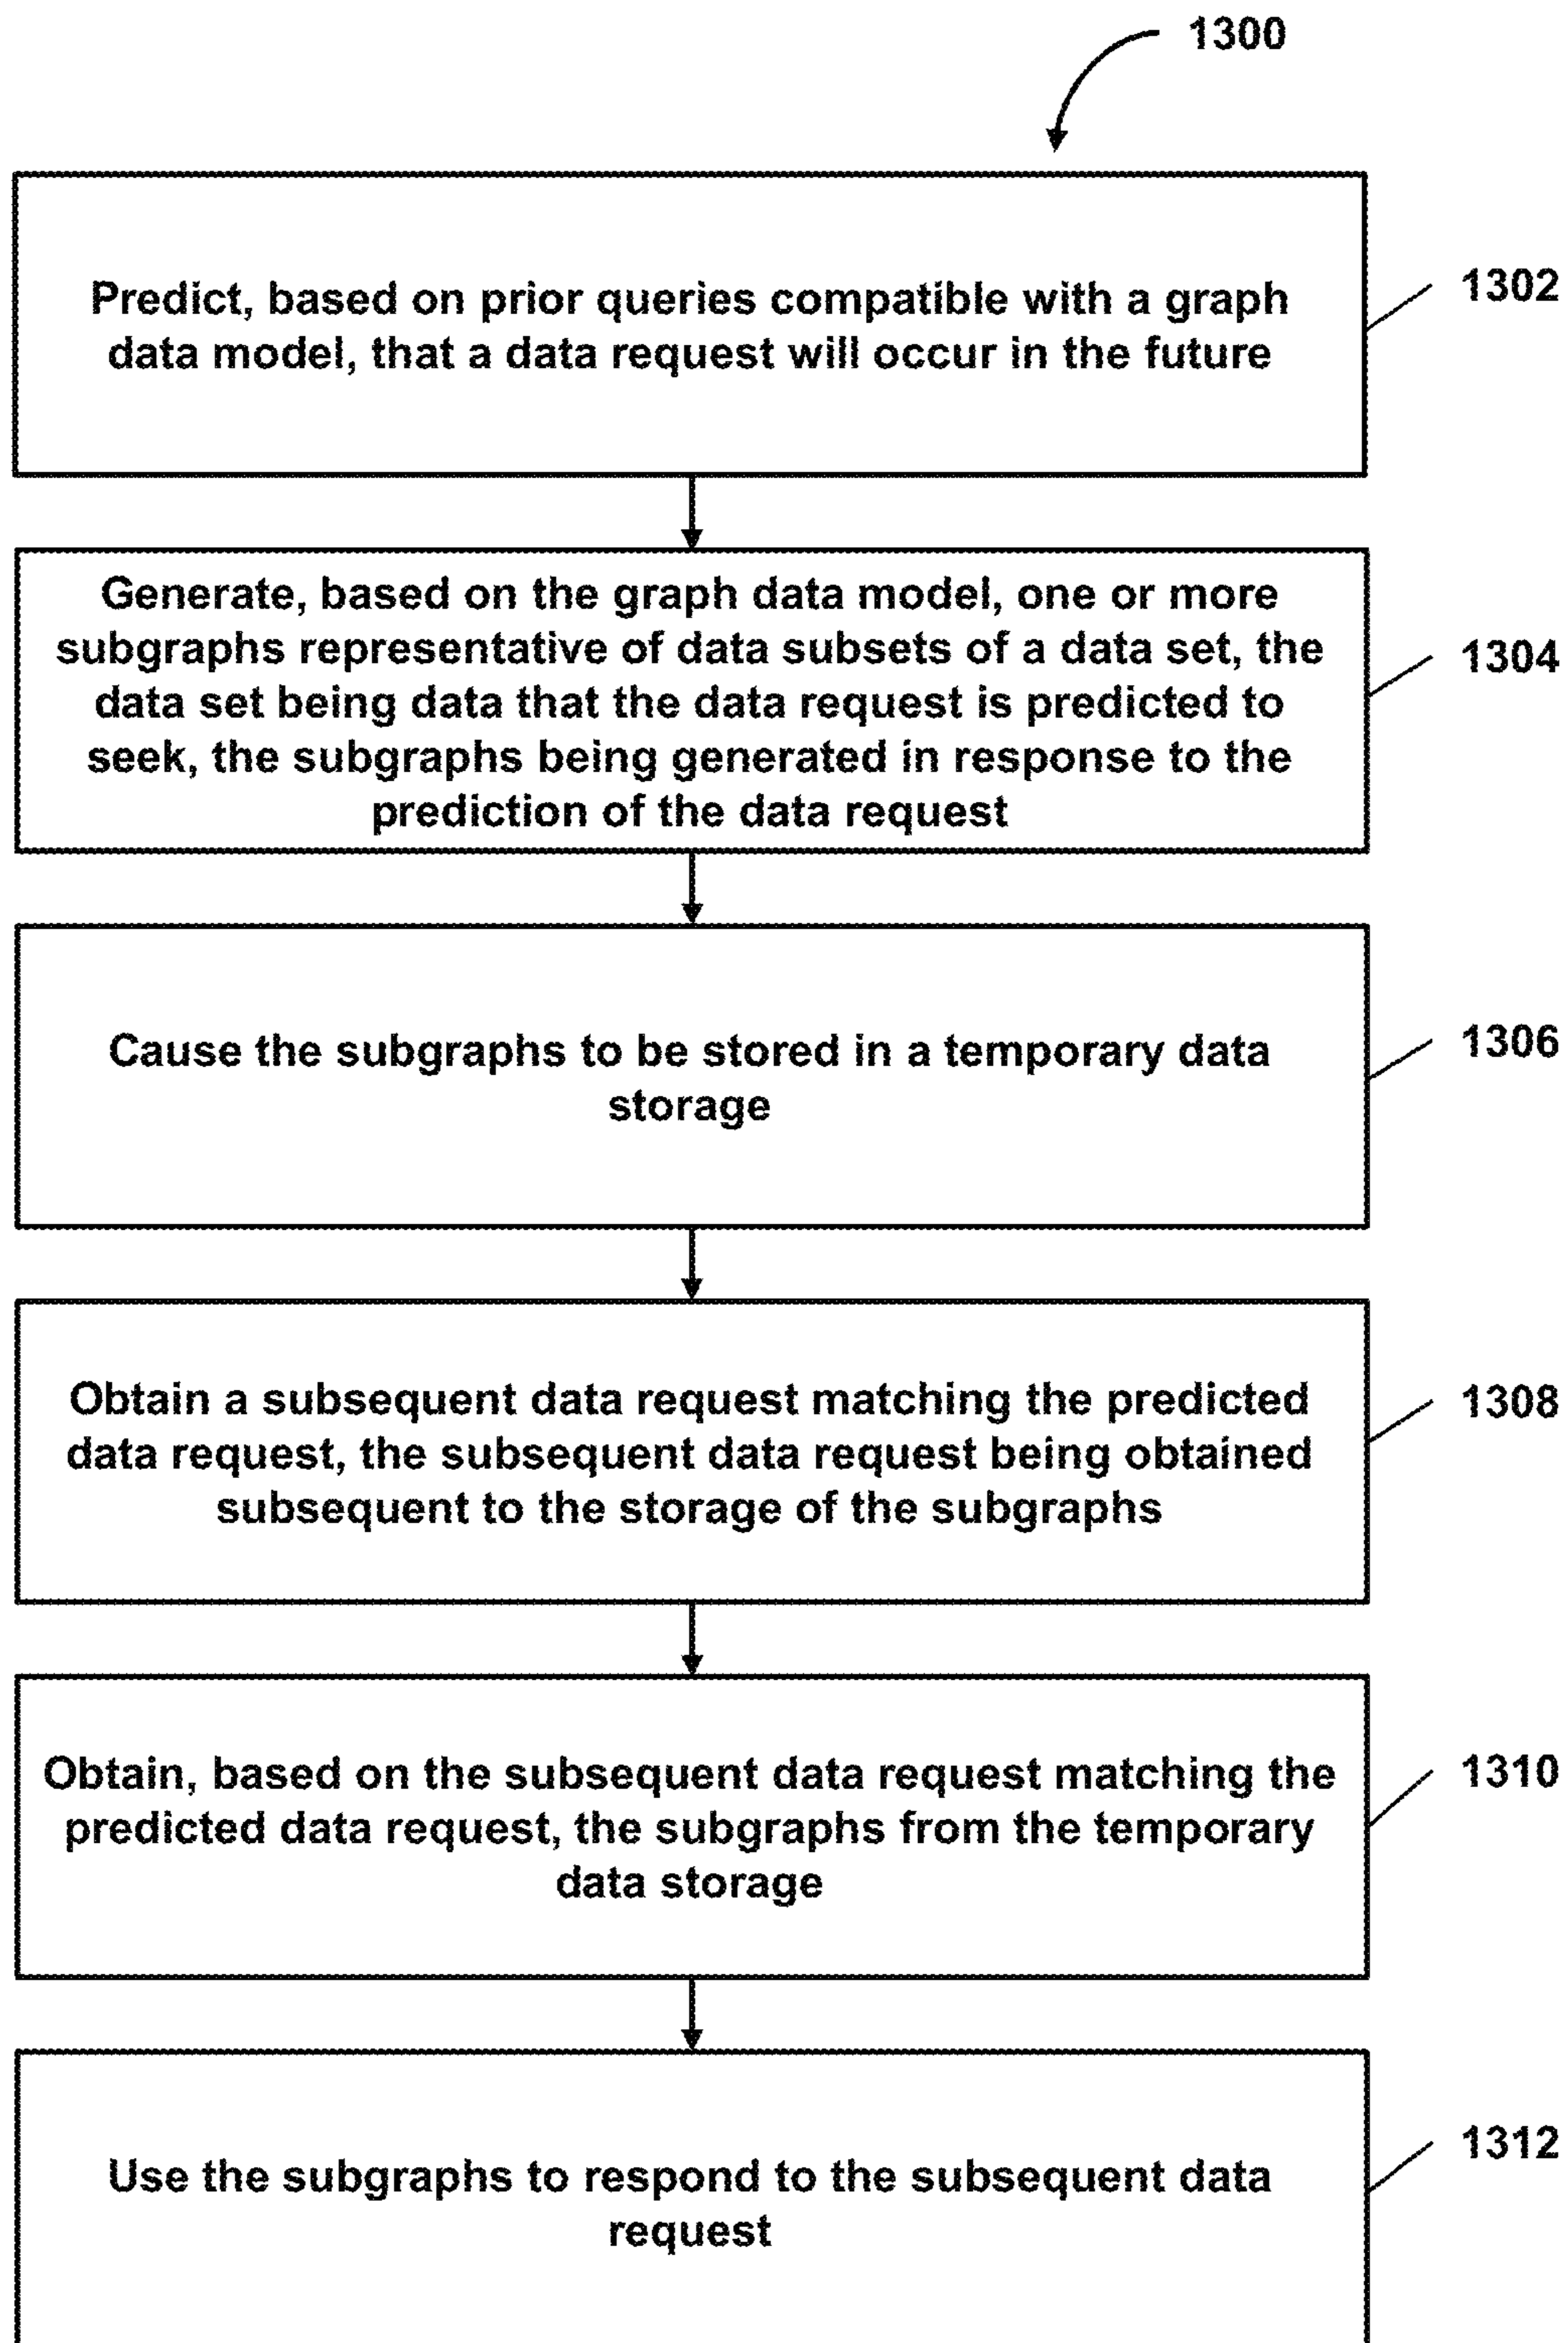 1300
Predict, based on prior queries compatible with a graph
data model, that a data request will occur in the future
1302
Generate, based on the graph data model, one or more
subgraphs representative of data subsets of a data set, the
data set being data that the data request is predicted to
seek, the subgraphs being generated in response to the
prediction of the data request
1304
Cause the subgraphs to be stored in a temporary data
storage
1306
Obtain a subsequent data request matching the predicted
data request, the subsequent data request being obtained
subsequent to the storage of the subgraphs
1308
Obtain, based on the subsequent data request matching the
predicted data request, the subgraphs from the temporary
data storage
1310
Use the subgraphs to respond to the subsequent data
request
1312